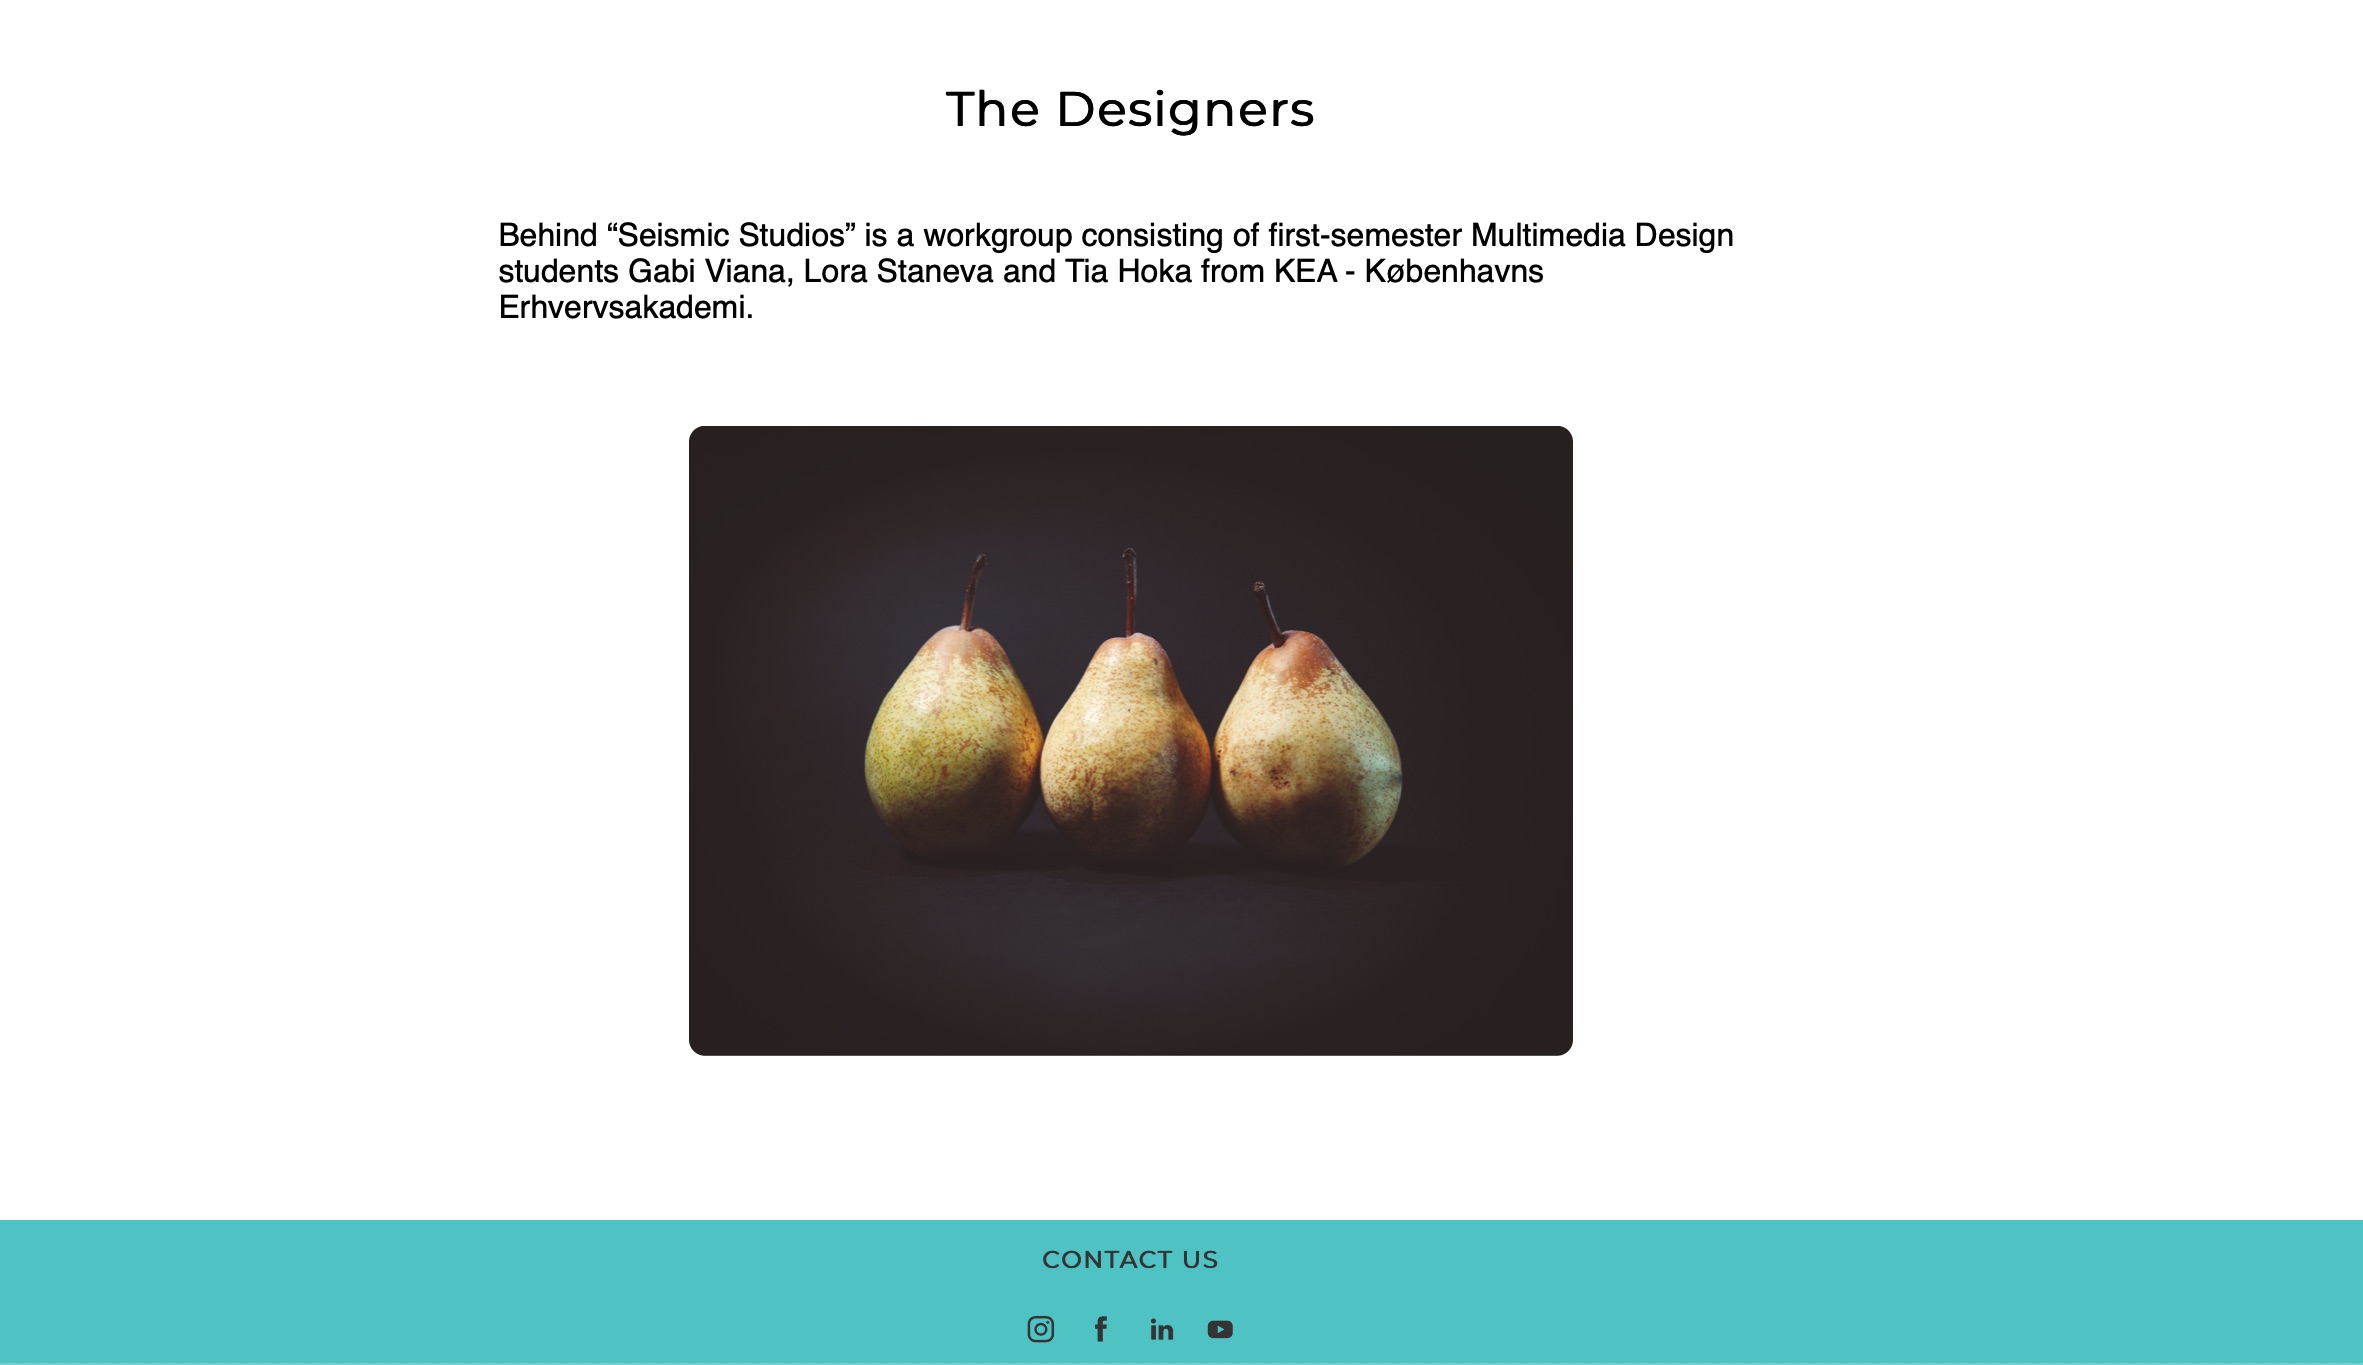 The Designers
Behind “Seismic Studios” is a workgroup consisting of first-semester Multimedia Design
students Gabi Viana, Lora Staneva and Tia Hoka from KEA - Københavns
Erhvervsakademi.
CONTACT US